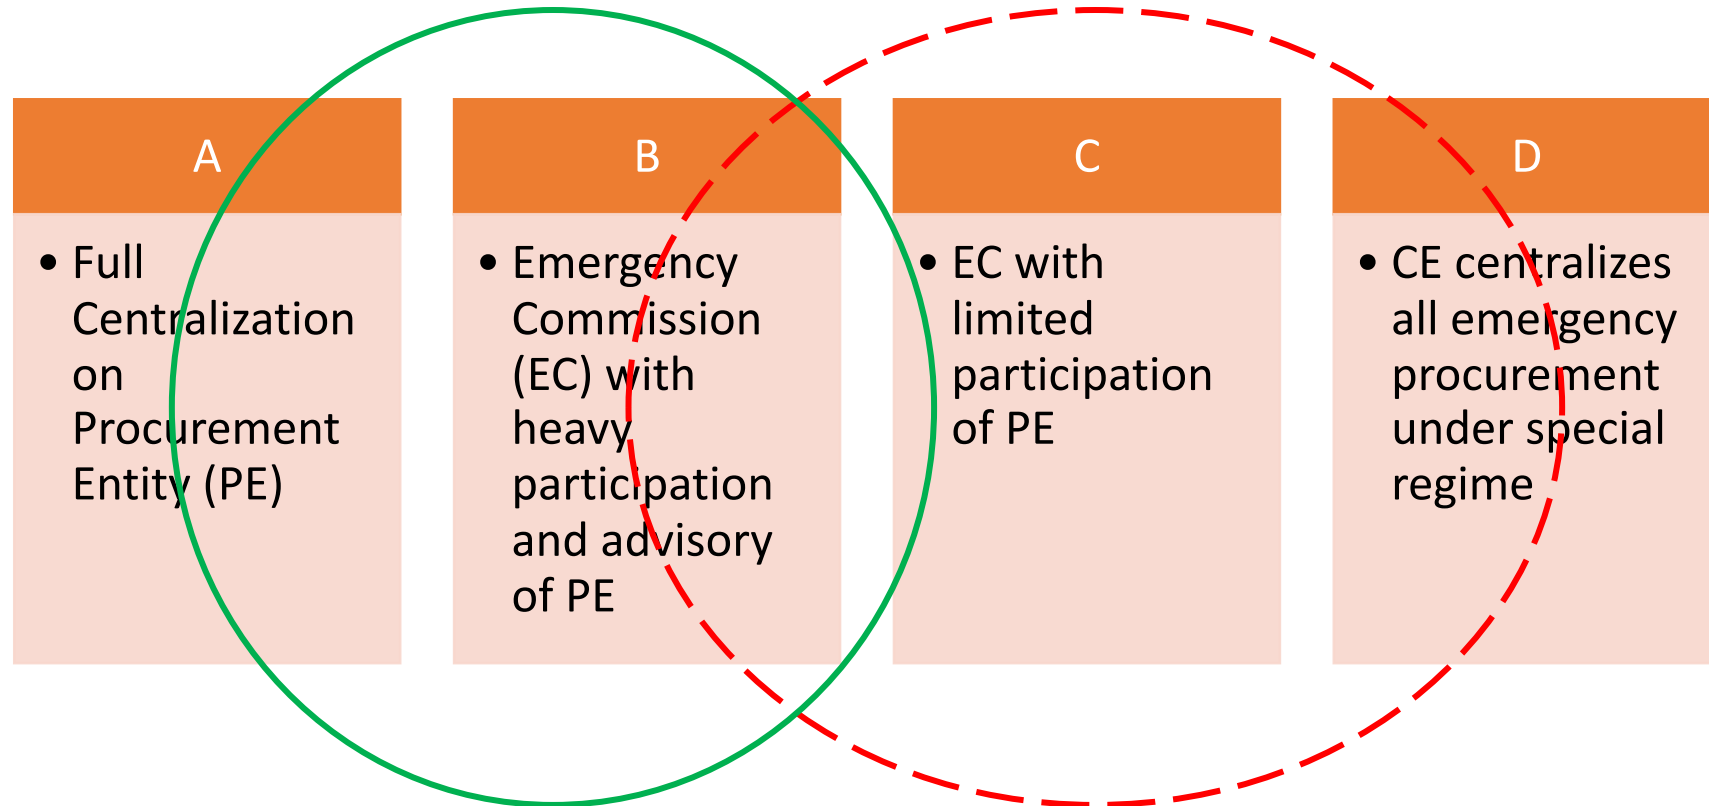 A
• Full
Centralization
on
Procurement
Entity (PE)
B
• Emergency
Commission
(EC) with
heavy
participation
and advisory
of PE
C
• EC with
limited
participation
of PE
D
• CE centralizes
all emergency
procurement
under special
regime